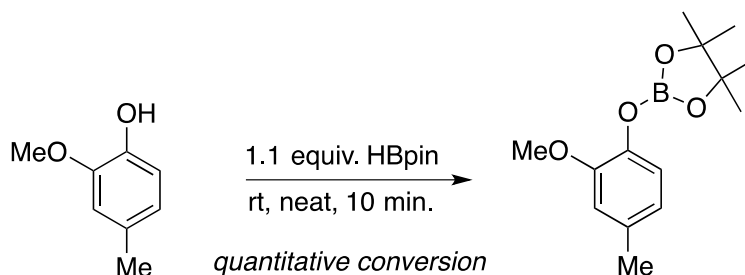 OH
MeO
Me
1.1 equiv. HBpin
rt, neat, 10 min.
quantitative conversion
O
B
O
O
MeO
Me